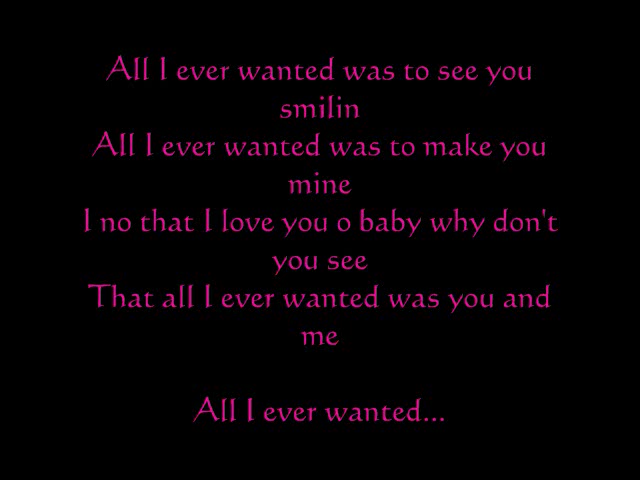 All I ever wanted was to see you
smilin
All I ever wanted was to make you
mine
I no that I love you o baby why don't
you see
That all I ever wanted was you and
me
All I ever wanted...